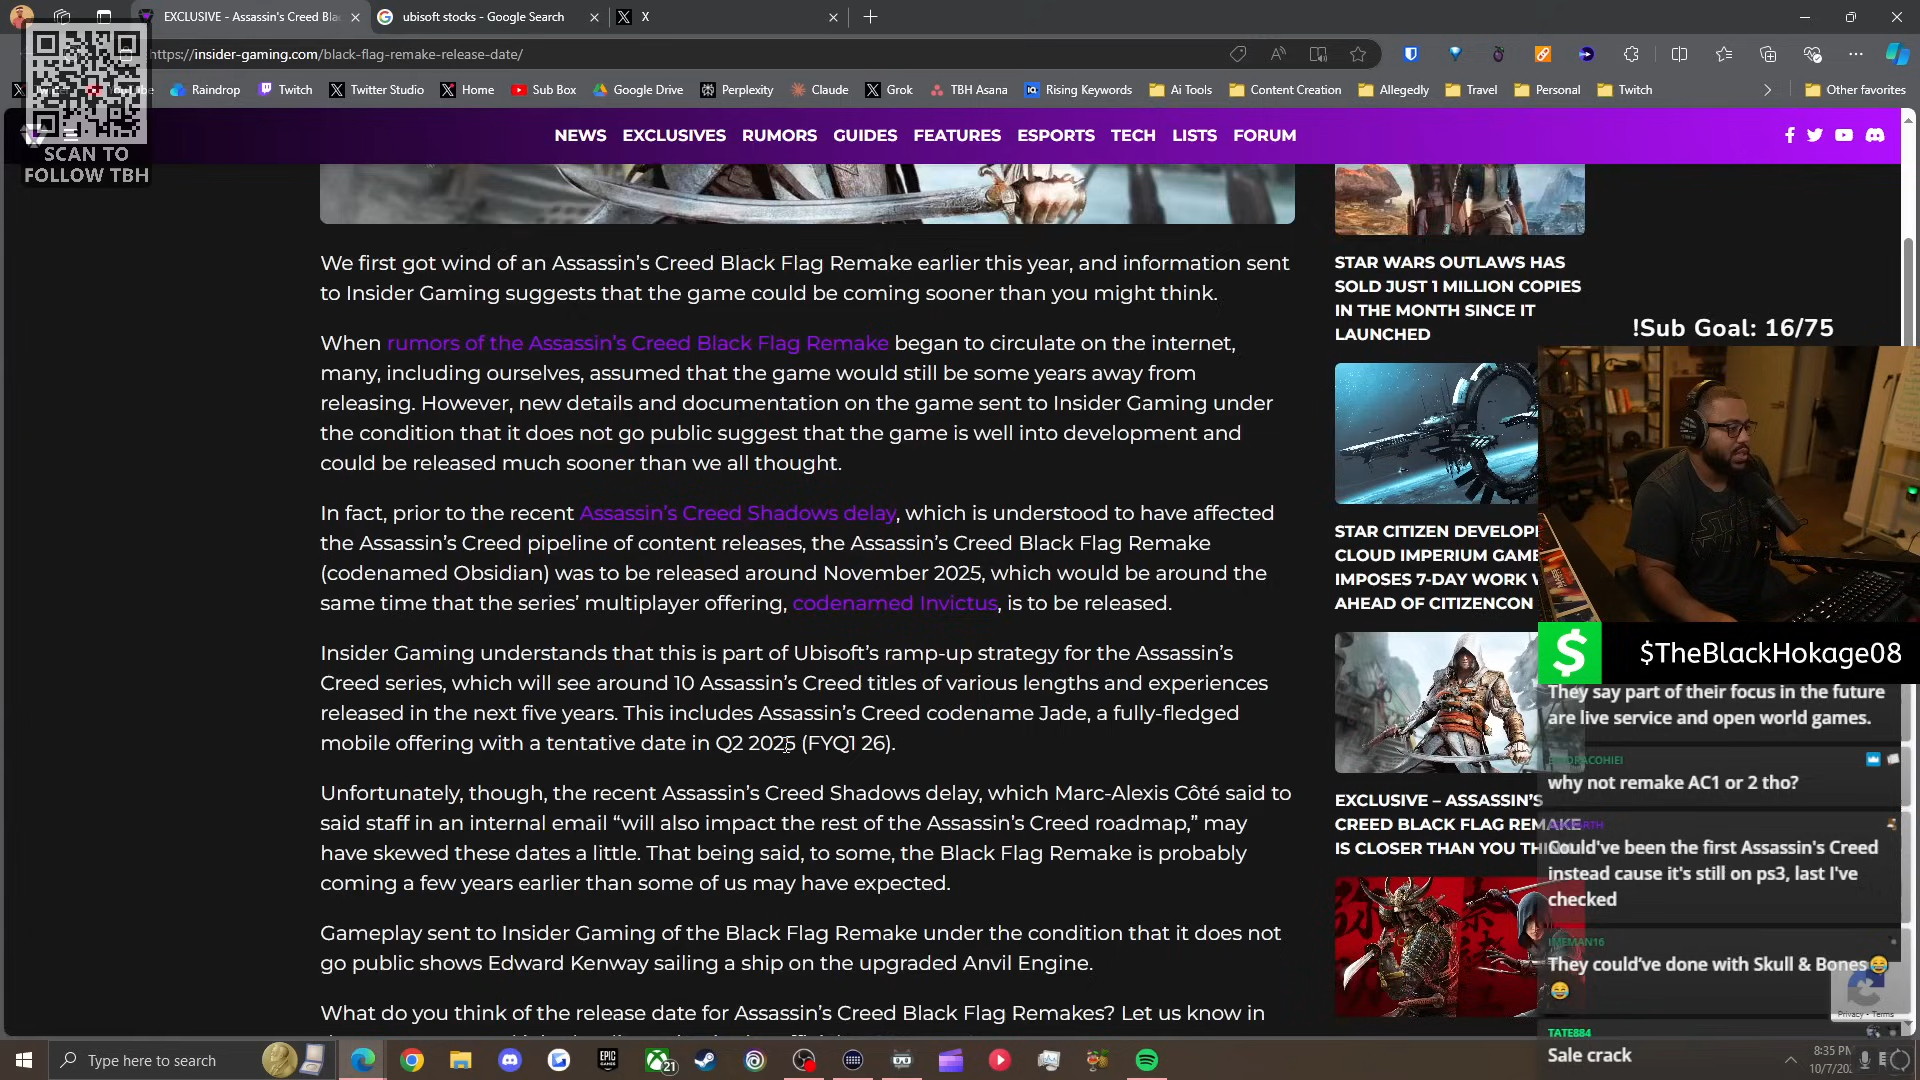 EXCLUSIVE - Assassin's Creed Bla
ubisoft stocks - Google Search
X
https://insider-gaming.com/black-flag-remake-release-date/
Raindrop
Twitch
Twitter Studio
Home
Sub Box
Google Drive
Perplexity
Claude
Grok
TBH Asana
Rising Keywords
Ai Tools
Content Creation
Allegedly
Travel
Personal
Twitch
Other favorites
SCAN TO
FOLLOW TBH
NEWS EXCLUSIVES RUMORS GUIDES FEATURES ESPORTS TECH LISTS FORUM
We first got wind of an Assassin's Creed Black Flag Remake earlier this year, and information sent
to Insider Gaming suggests that the game could be coming sooner than you might think.
When rumors of the Assassin's Creed Black Flag Remake began to circulate on the internet,
many, including ourselves, assumed that the game would still be some years away from
releasing. However, new details and documentation on the game sent to Insider Gaming under
the condition that it does not go public suggest that the game is well into development and
could be released much sooner than we all thought.
In fact, prior to the recent Assassin's Creed Shadows delay, which is understood to have affected
the Assassin's Creed pipeline of content releases, the Assassin's Creed Black Flag Remake
(codenamed Obsidian) was to be released around November 2025, which would be around the
same time that the series' multiplayer offering, codenamed Invictus, is to be released.
Insider Gaming understands that this is part of Ubisoft's ramp-up strategy for the Assassin's
Creed series, which will see around 10 Assassin's Creed titles of various lengths and experiences
released in the next five years. This includes Assassin's Creed codename Jade, a fully-fledged
mobile offering with a tentative date in Q2 2025 (FYQ1 26).
Unfortunately, though, the recent Assassin's Creed Shadows delay, which Marc-Alexis Côté said to
said staff in an internal email “will also impact the rest of the Assassin's Creed roadmap,” may
have skewed these dates a little. That being said, to some, the Black Flag Remake is probably
coming a few years earlier than some of us may have expected.
Gameplay sent to Insider Gaming of the Black Flag Remake under the condition that it does not
go public shows Edward Kenway sailing a ship on the upgraded Anvil Engine.
What do you think of the release date for Assassin's Creed Black Flag Remakes? Let us know in
STAR WARS OUTLAWS HAS
SOLD JUST 1 MILLION COPIES
IN THE MONTH SINCE IT
LAUNCHED
STAR CITIZEN DEVELOPE
CLOUD IMPERIUM GAME
IMPOSES 7-DAY WORK W
AHEAD OF CITIZENCON
EXCLUSIVE – ASSASSIN'S
CREED BLACK FLAG REMAKE
IS CLOSER THAN YOU THI
!Sub Goal: 16/75
$TheBlackHokage08
They say part of their focus in the future
are live service and open world games.
why not remake AC1 or 2 tho?
Could've been the first Assassin's Creed
instead cause it's still on ps3, last I've
checked
IMEMAN16
They could've done with Skull & Bones😂
😂
TATE884
Sale crack
Privacy - Terms
Type here to search
EPIC
GAMES
21
8:35 PM
10/7/20